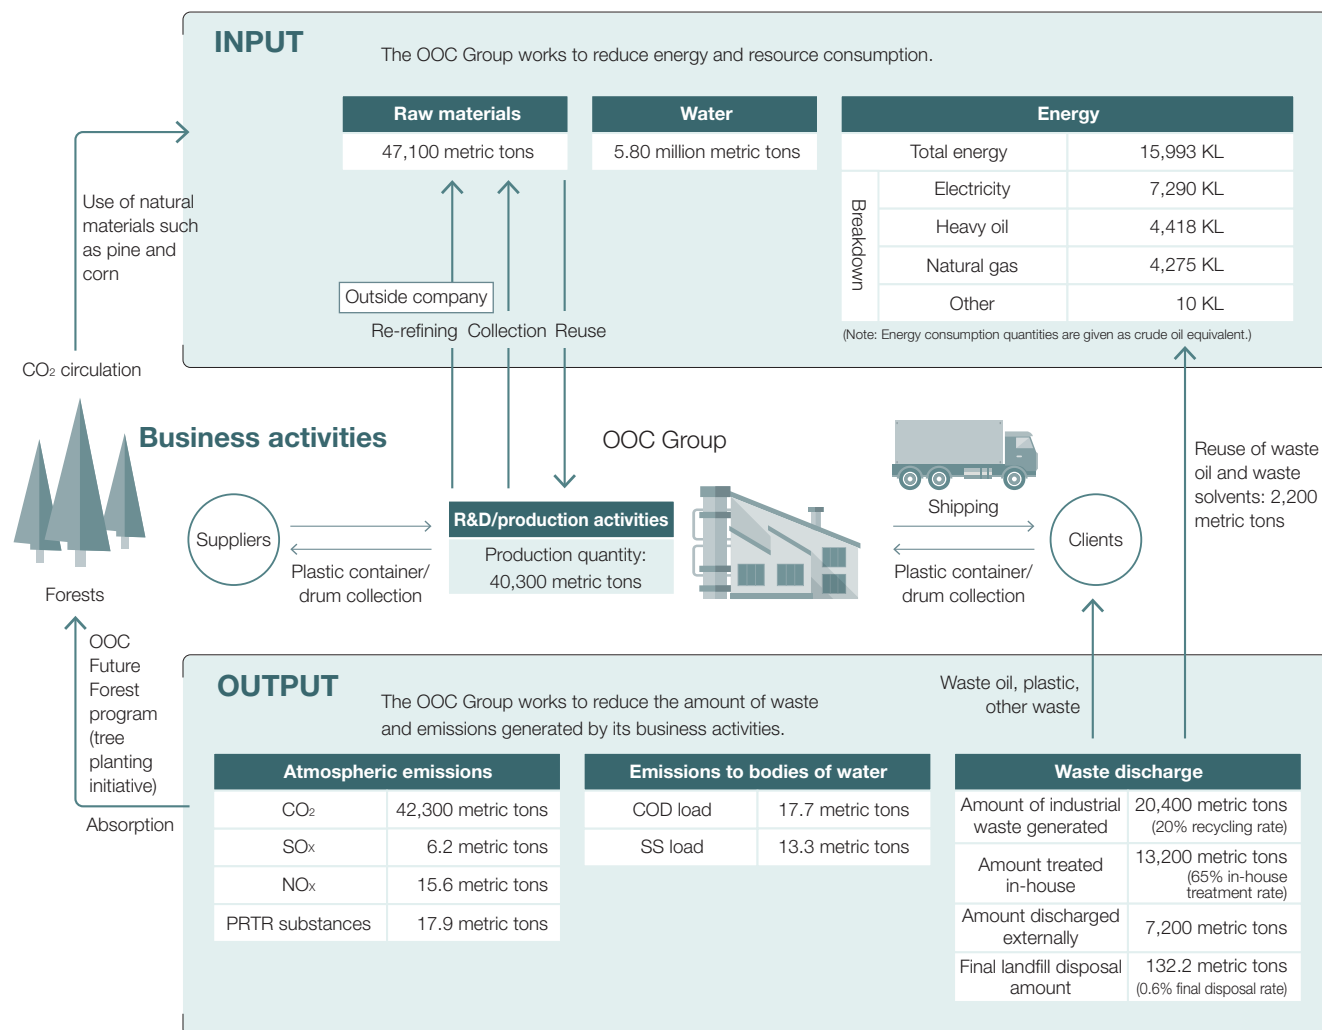 INPUT
The OOC Group works to reduce energy and resource consumption.
Raw materials
47,100 metric tons
Water
5.80 million metric tons
Energy
Total energy 15,993 KL
Breakdown
Electricity 7,290 KL
Heavy oil 4,418 KL
Natural gas 4,275 KL
Other 10 KL
(Note: Energy consumption quantities are given as crude oil equivalent.)
Use of natural
materials such
as pine and
corn
Outside company
Re-refining Collection Reuse
CO2 circulation
Business activities
OOC Group
Forests
Suppliers
Plastic container/
drum collection
R&D/production activities
Production quantity:
40,300 metric tons
Shipping
Plastic container/
drum collection
Clients
Reuse of waste
oil and waste
solvents: 2,200
metric tons
OOC
Future
Forest
program
(tree
planting
initiative)
Absorption
OUTPUT
The OOC Group works to reduce the amount of waste
and emissions generated by its business activities.
Waste oil, plastic,
other waste
Atmospheric emissions
CO2 42,300 metric tons
SOX 6.2 metric tons
NOX 15.6 metric tons
PRTR substances 17.9 metric tons
Emissions to bodies of water
COD load 17.7 metric tons
SS load 13.3 metric tons
Waste discharge
Amount of industrial
waste generated
20,400 metric tons
(20% recycling rate)
Amount treated
in-house
13,200 metric tons
(65% in-house
treatment rate)
Amount discharged
externally
7,200 metric tons
Final landfill disposal
amount
132.2 metric tons
(0.6% final disposal rate)